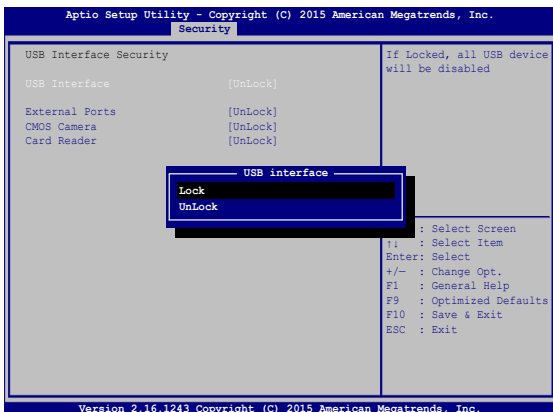 Aptio Setup Utility - Copyright (C) 2015 American Megatrends, Inc.
Security
USB Interface Security
USB Interface [UnLock]
External Ports [UnLock]
CMOS Camera [UnLock]
Card Reader [UnLock]
If Locked, all USB device
will be disabled
USB interface
Lock
UnLock
: Select Screen
↑↓ : Select Item
Enter: Select
+/— : Change Opt.
F1 : General Help
F9 : Optimized Defaults
F10 : Save & Exit
ESC : Exit
Version 2.16.1243 Copyright (C) 2015 American Megatrends, Inc.